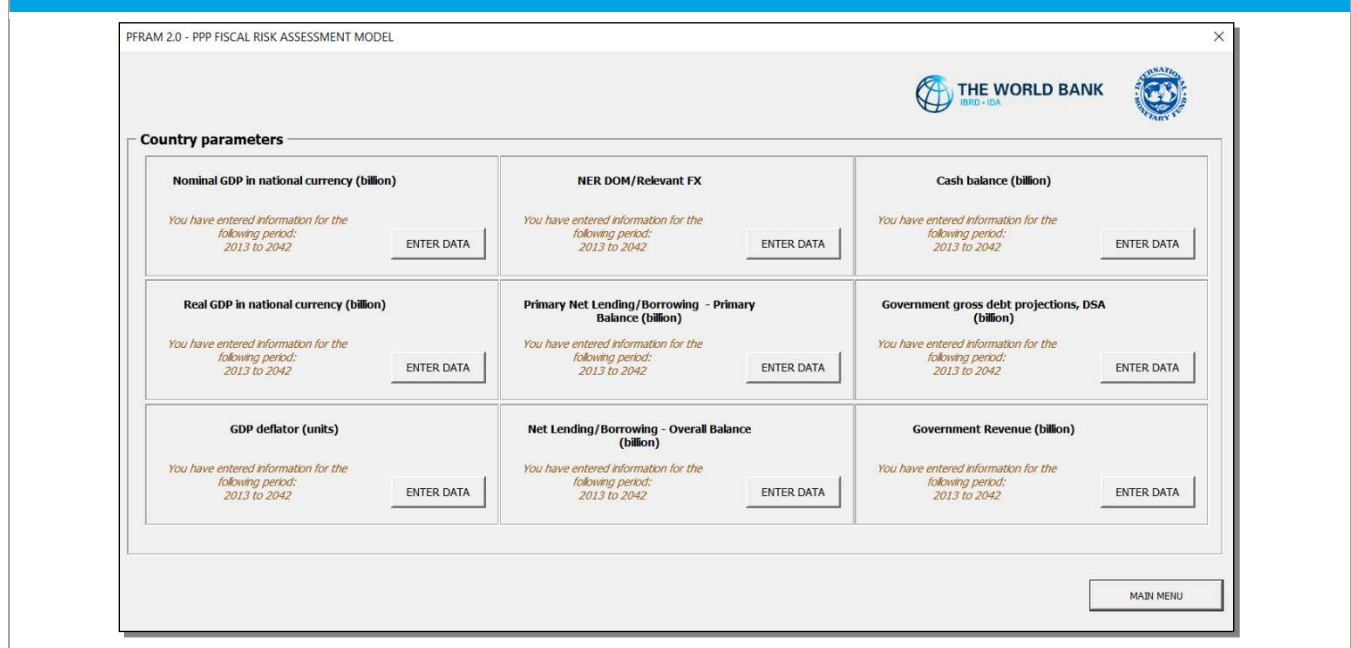 PFRAM 2.0 - PPP FISCAL RISK ASSESSMENT MODEL
THE WORLD BANK
IBRD • IDA
INTERNATIONAL MONETARY FUND
Country parameters
Nominal GDP in national currency (billion)
You have entered information for the
following period:
2013 to 2042
ENTER DATA
NER DOM/Relevant FX
You have entered information for the
following period:
2013 to 2042
ENTER DATA
Cash balance (billion)
You have entered information for the
following period:
2013 to 2042
ENTER DATA
Real GDP in national currency (billion)
You have entered information for the
following period:
2013 to 2042
ENTER DATA
Primary Net Lending/Borrowing - Primary
Balance (billion)
You have entered information for the
following period:
2013 to 2042
ENTER DATA
Government gross debt projections, DSA
(billion)
You have entered information for the
following period:
2013 to 2042
ENTER DATA
GDP deflator (units)
You have entered information for the
following period:
2013 to 2042
ENTER DATA
Net Lending/Borrowing - Overall Balance
(billion)
You have entered information for the
following period:
2013 to 2042
ENTER DATA
Government Revenue (billion)
You have entered information for the
following period:
2013 to 2042
ENTER DATA
MAIN MENU